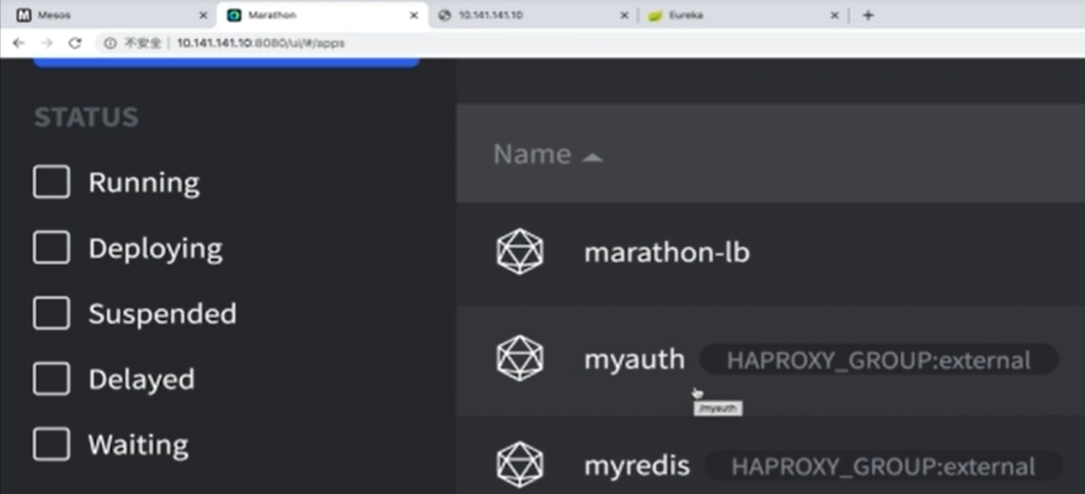 Mesos
Marathon
10.141.141.10
Eureka
不安全 10.141.141.10:8080/ui/#/apps
STATUS
Running
Deploying
Suspended
Delayed
Waiting
Name
marathon-lb
myauth HAPROXY_GROUP:external
/myauth
myredis HAPROXY_GROUP:external